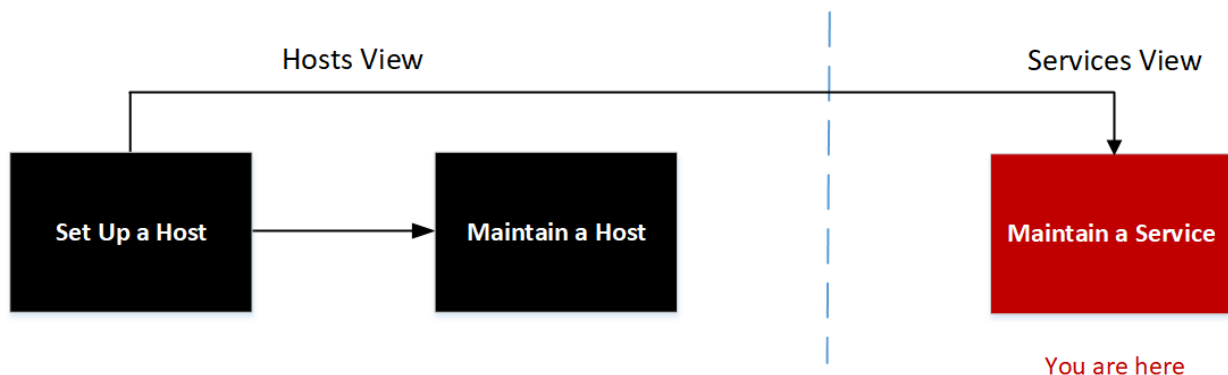 Hosts View
Services View
Set Up a Host
Maintain a Host
Maintain a Service
You are here